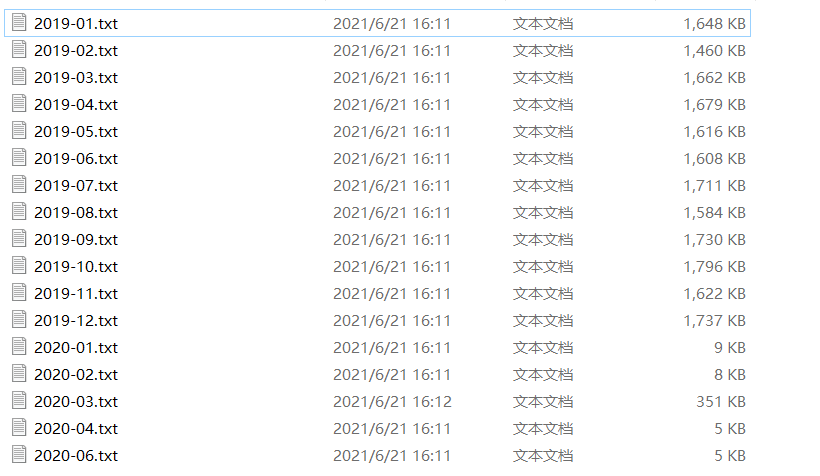 2019-01.txt 2021/6/21 16:11 文本文档 1,648 KB
2019-02.txt 2021/6/21 16:11 文本文档 1,460 KB
2019-03.txt 2021/6/21 16:11 文本文档 1,662 KB
2019-04.txt 2021/6/21 16:11 文本文档 1,679 KB
2019-05.txt 2021/6/21 16:11 文本文档 1,616 KB
2019-06.txt 2021/6/21 16:11 文本文档 1,608 KB
2019-07.txt 2021/6/21 16:11 文本文档 1,711 KB
2019-08.txt 2021/6/21 16:11 文本文档 1,584 KB
2019-09.txt 2021/6/21 16:11 文本文档 1,730 KB
2019-10.txt 2021/6/21 16:11 文本文档 1,796 KB
2019-11.txt 2021/6/21 16:11 文本文档 1,622 KB
2019-12.txt 2021/6/21 16:11 文本文档 1,737 KB
2020-01.txt 2021/6/21 16:11 文本文档 9 KB
2020-02.txt 2021/6/21 16:11 文本文档 8 KB
2020-03.txt 2021/6/21 16:12 文本文档 351 KB
2020-04.txt 2021/6/21 16:11 文本文档 5 KB
2020-06.txt 2021/6/21 16:11 文本文档 5 KB